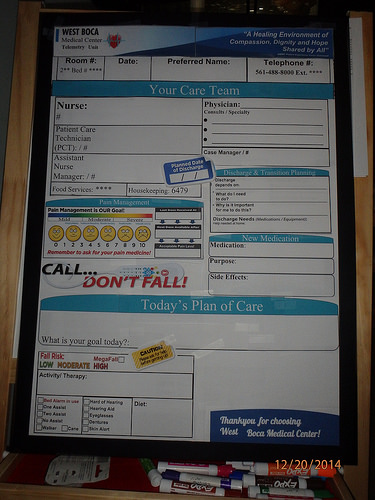 WEST BOCA
Medical Center
Telemetry Unit
"A Healing Environment of
Compassion, Dignity and Hope
Shared by All"
Room #:
Date:
Preferred Name:
Telephone #:
2** Bed # ****
561-488-8000 Ext. ****
Your Care Team
Nurse:
#
Patient Care
Technician
(PCT): / #
Assistant
Nurse
Manager: / #
Food Services: ****
Housekeeping: 6479
Physician:
Consults / Specialty
Case Manager / #
Planned Date
of Discharge
/ /
Discharge & Transition Planning
Discharge
depends on:
What do I need
to do?
Why is it important
for me to do this?
Discharge Needs (Medications / Equipment)
Pain Management
Pain Management is OUR Goal!
Mild Moderate Severe
0 1 2 3 4 5 6 7 8 9 10
Remember to ask for your pain medicine!
Acceptable Pain Level
New Medication
Medication:
Purpose:
Side Effects:
CALL...
DON'T FALL!
Today's Plan of Care
What is your goal today?:
CAUTION
Fall Risk:
MegaFall
LOW MODERATE HIGH
Activity/ Therapy:
Bed Alarm in use
One Assist
Two Assist
No Assist
Walker
Cane
Hard of Hearing
Hearing Aid
Eyeglasses
Dentures
Skin Alert
Diet:
Thankyou for choosing
West Boca Medical Center!
EXPO
EXPO
EXPO
12/20/2014